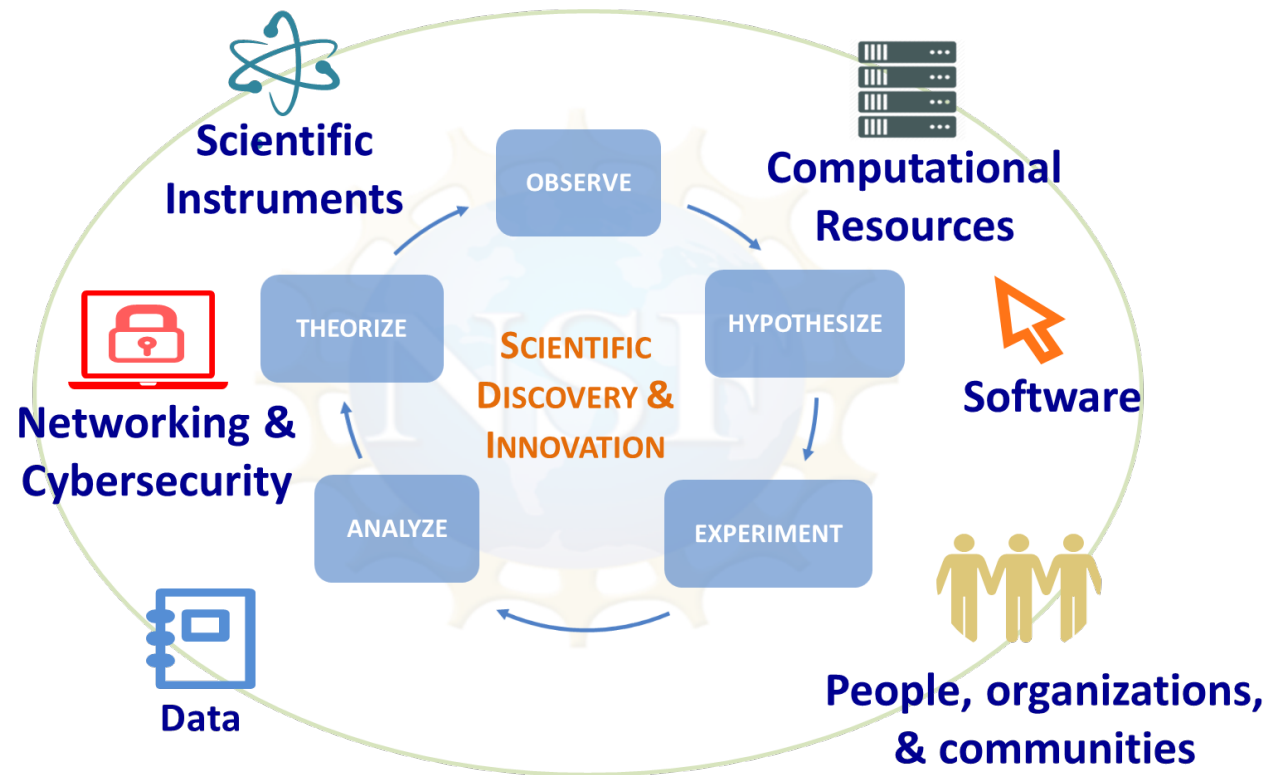 Scientific
Instruments
Computational
Resources
OBSERVE
THEORIZE
HYPOTHESIZE
SCIENTIFIC
DISCOVERY &
INNOVATION
NSF
Software
Networking &
Cybersecurity
ANALYZE
EXPERIMENT
Data
People, organizations,
& communities